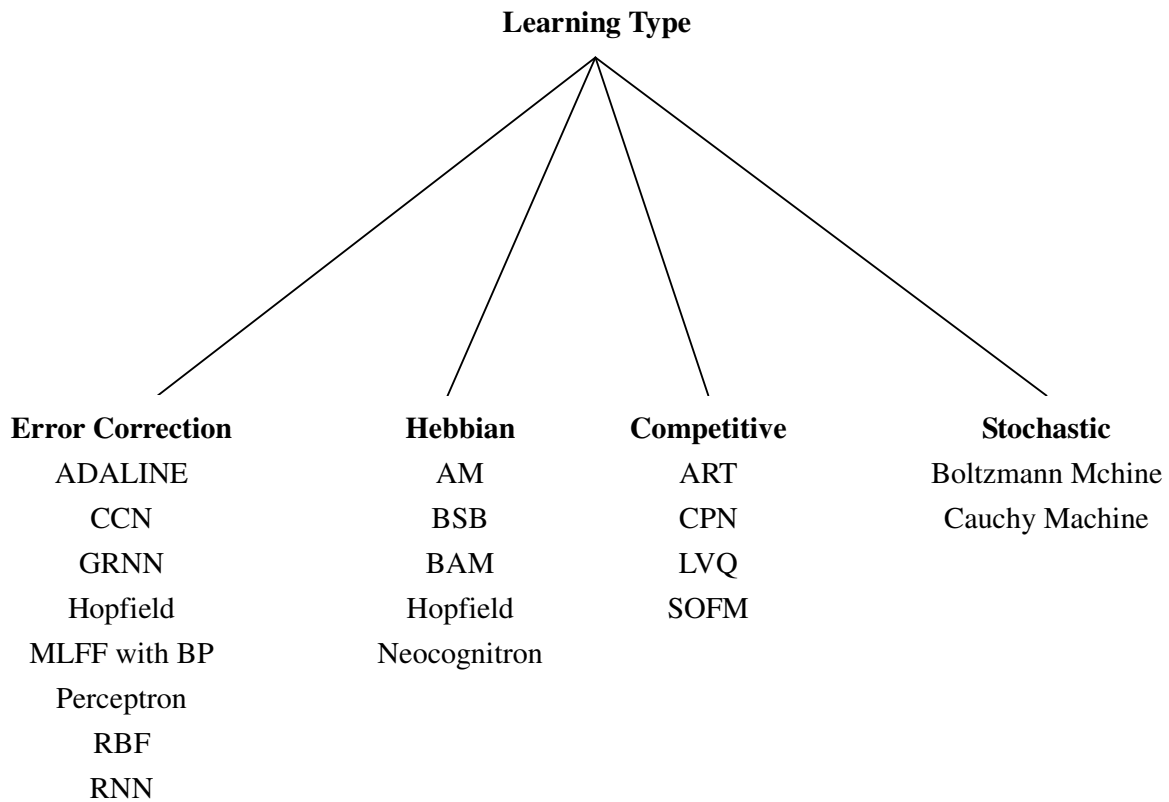 Learning Type
Error Correction
ADALINE
CCN
GRNN
Hopfield
MLFF with BP
Perceptron
RBF
RNN
Hebbian
AM
BSB
BAM
Hopfield
Neocognitron
Competitive
ART
CPN
LVQ
SOFM
Stochastic
Boltzmann Mchine
Cauchy Machine